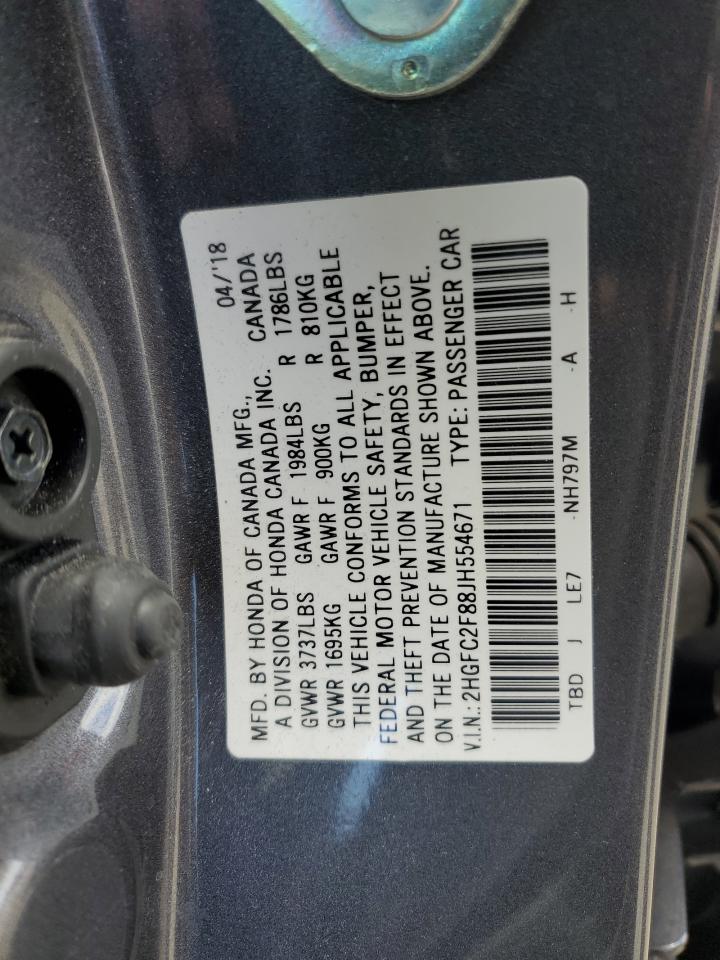 MFD. BY HONDA OF CANADA MFG., 04/'18
A DIVISION OF HONDA CANADA INC. CANADA
GVWR 3737LBS GAWR F 1984LBS R 1786LBS
GVWR 1695KG GAWR F 900KG R 810KG
THIS VEHICLE CONFORMS TO ALL APPLICABLE
FEDERAL MOTOR VEHICLE SAFETY, BUMPER,
AND THEFT PREVENTION STANDARDS IN EFFECT
ON THE DATE OF MANUFACTURE SHOWN ABOVE.
V.I.N.: 2HGFC2F88JH554671 TYPE: PASSENGER CAR
TBD J LE7 -NH797M -A -H